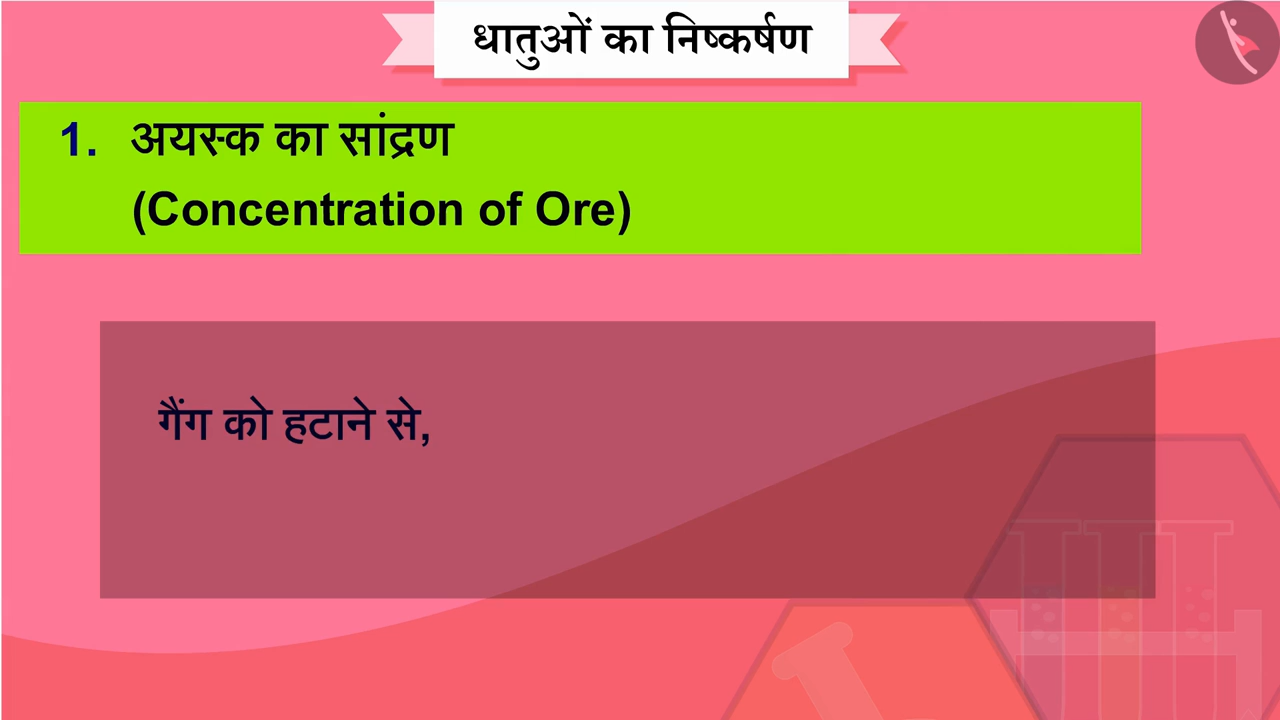 धातुओं का निष्कर्षण
1. अयस्क का सांद्रण
(Concentration of Ore)
गैंग को हटाने से,